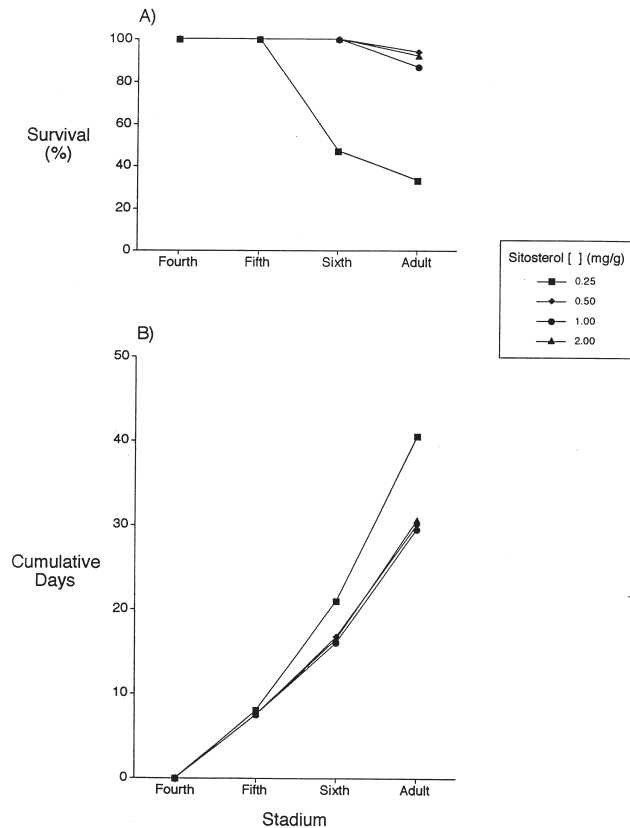 A)
100
80
60
40
20
0
Survival
(%)
Fourth Fifth Sixth Adult
Sitosterol [ ] (mg/g)
0.25
0.50
1.00
2.00
B)
50
40
30
20
10
0
Cumulative
Days
Fourth Fifth Sixth Adult
Stadium